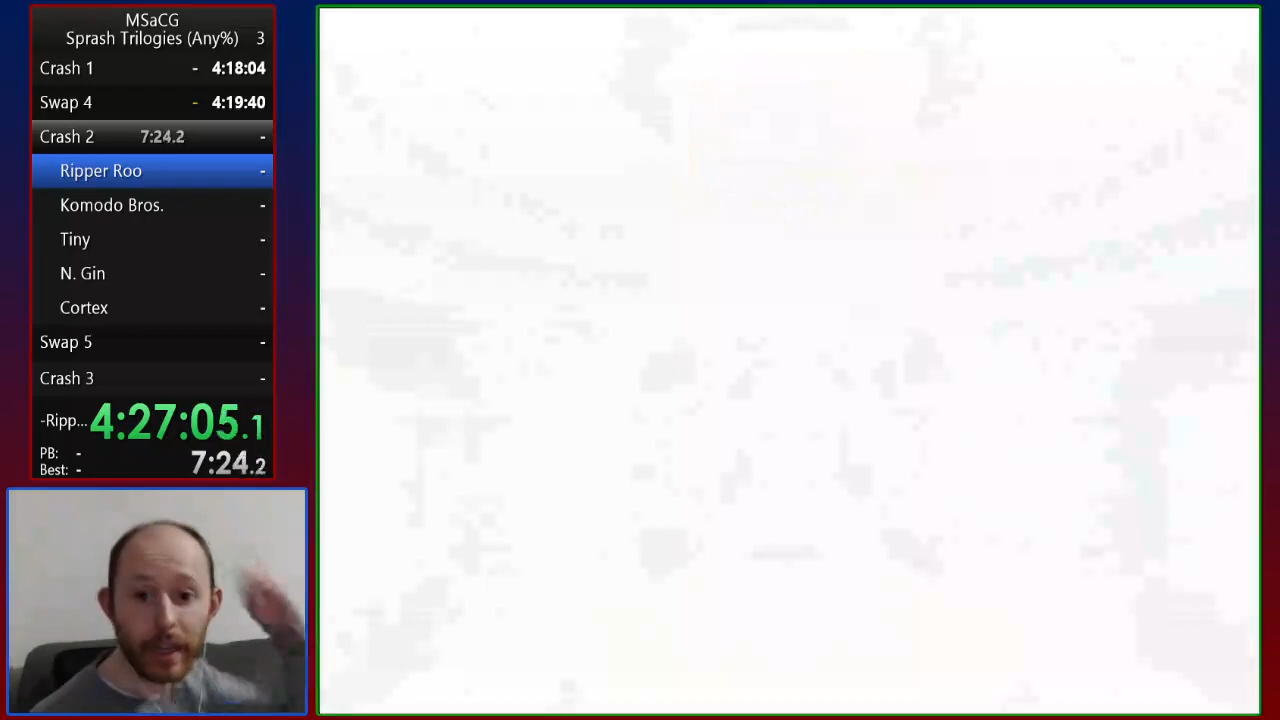 MSaCG
Sprash Trilogies (Any%) 3
Crash 1 - 4:18:04
Swap 4 - 4:19:40
Crash 2 7:24.2 -
Ripper Roo -
Komodo Bros. -
Tiny -
N. Gin -
Cortex -
Swap 5 -
Crash 3 -
-Ripp... 4:27:05.1
PB: -
Best: - 7:24.2